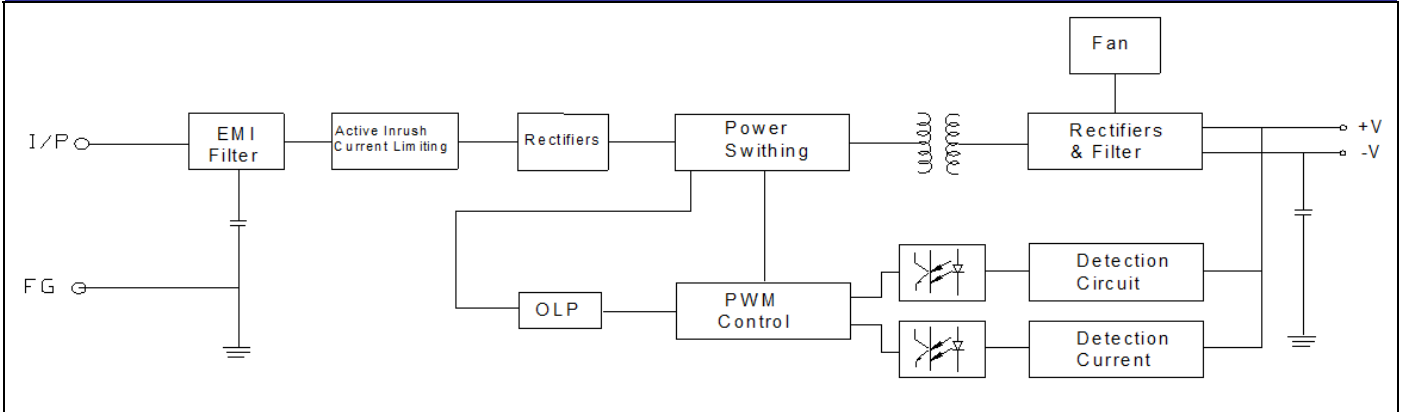 Fan
I/P
EMI
Filter
Active Inrush
Current Limiting
Rectifiers
Power
Swithing
Rectifiers
& Filter
+V
-V
FG
OLP
PWM
Control
Detection
Circuit
Detection
Current